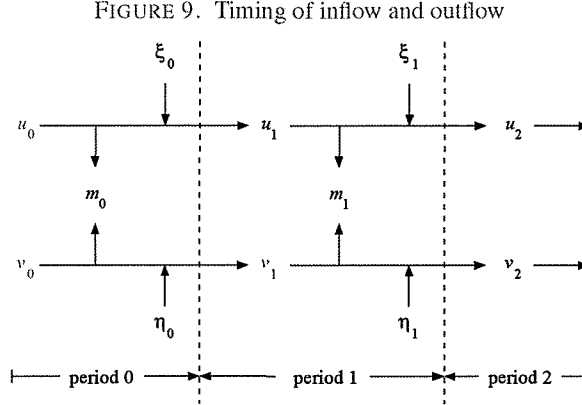 FIGURE 9. Timing of inflow and outflow
ξ₀ ξ₁
u₀ u₁ u₂
m₀ m₁
v₀ v₁ v₂
η₀ η₁
period 0 period 1 period 2